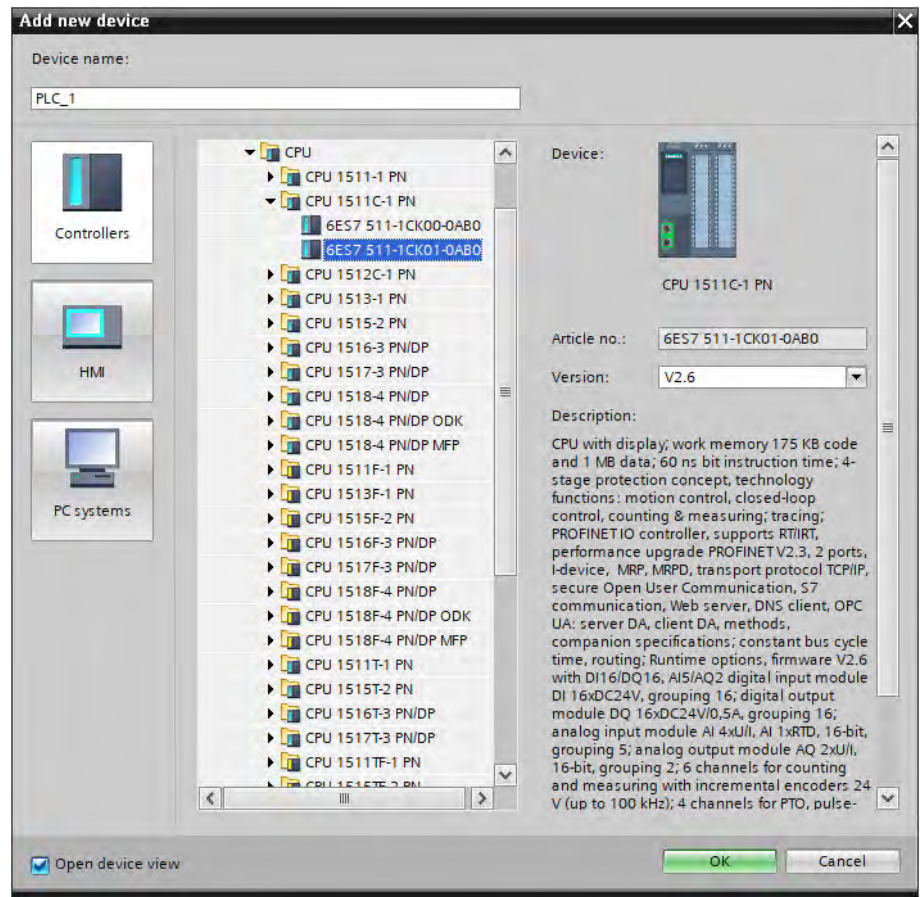 Add new device
Device name:
PLC_1
Controllers
HMI
PC systems
CPU
CPU 1511-1 PN
CPU 1511C-1 PN
6ES7 511-1CK00-0AB0
6ES7 511-1CK01-0AB0
CPU 1512C-1 PN
CPU 1513-1 PN
CPU 1515-2 PN
CPU 1516-3 PN/DP
CPU 1517-3 PN/DP
CPU 1518-4 PN/DP
CPU 1518-4 PN/DP ODK
CPU 1518-4 PN/DP MFP
CPU 1511F-1 PN
CPU 1513F-1 PN
CPU 1515F-2 PN
CPU 1516F-3 PN/DP
CPU 1517F-3 PN/DP
CPU 1518F-4 PN/DP
CPU 1518F-4 PN/DP ODK
CPU 1518F-4 PN/DP MFP
CPU 1511T-1 PN
CPU 1515T-2 PN
CPU 1516T-3 PN/DP
CPU 1517T-3 PN/DP
CPU 1511TF-1 PN
CPU 1515TF-2 PN
Device:
CPU 1511C-1 PN
Article no.: 6ES7 511-1CK01-0AB0
Version: V2.6
Description:
CPU with display; work memory 175 KB code
and 1 MB data; 60 ns bit instruction time; 4-
stage protection concept, technology
functions: motion control, closed-loop
control, counting & measuring; tracing;
PROFINET IO controller, supports RT/IRT,
performance upgrade PROFINET V2.3, 2 ports,
I-device, MRP, MRPD, transport protocol TCP/IP,
secure Open User Communication, S7
communication, Web server, DNS client, OPC
UA: server DA, client DA, methods,
companion specifications; constant bus cycle
time, routing; Runtime options, firmware V2.6
with DI16/DQ16, AI5/AQ2 digital input module
DI 16xDC24V, grouping 16; digital output
module DQ 16xDC24V/0,5A, grouping 16;
analog input module AI 4xU/I, AI 1xRTD, 16-bit,
grouping 5; analog output module AQ 2xU/I,
16-bit, grouping 2; 6 channels for counting
and measuring with incremental encoders 24
V (up to 100 kHz); 4 channels for PTO, pulse-
Open device view
OK
Cancel